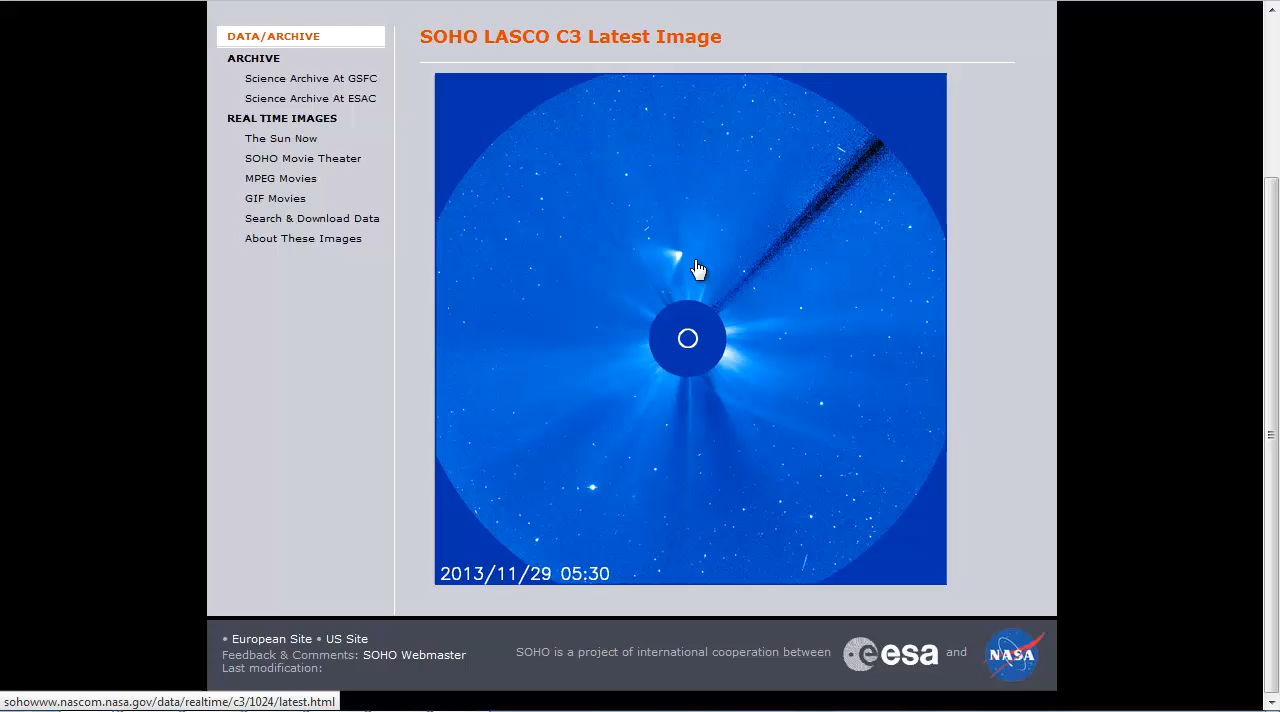 DATA/ARCHIVE
ARCHIVE
Science Archive At GSFC
Science Archive At ESAC
REAL TIME IMAGES
The Sun Now
SOHO Movie Theater
MPEG Movies
GIF Movies
Search & Download Data
About These Images
SOHO LASCO C3 Latest Image
2013/11/29 05:30
• European Site • US Site
Feedback & Comments: SOHO Webmaster
Last modification:
SOHO is a project of international cooperation between esa and NASA
sohowww.nascom.nasa.gov/data/realtime/c3/1024/latest.html